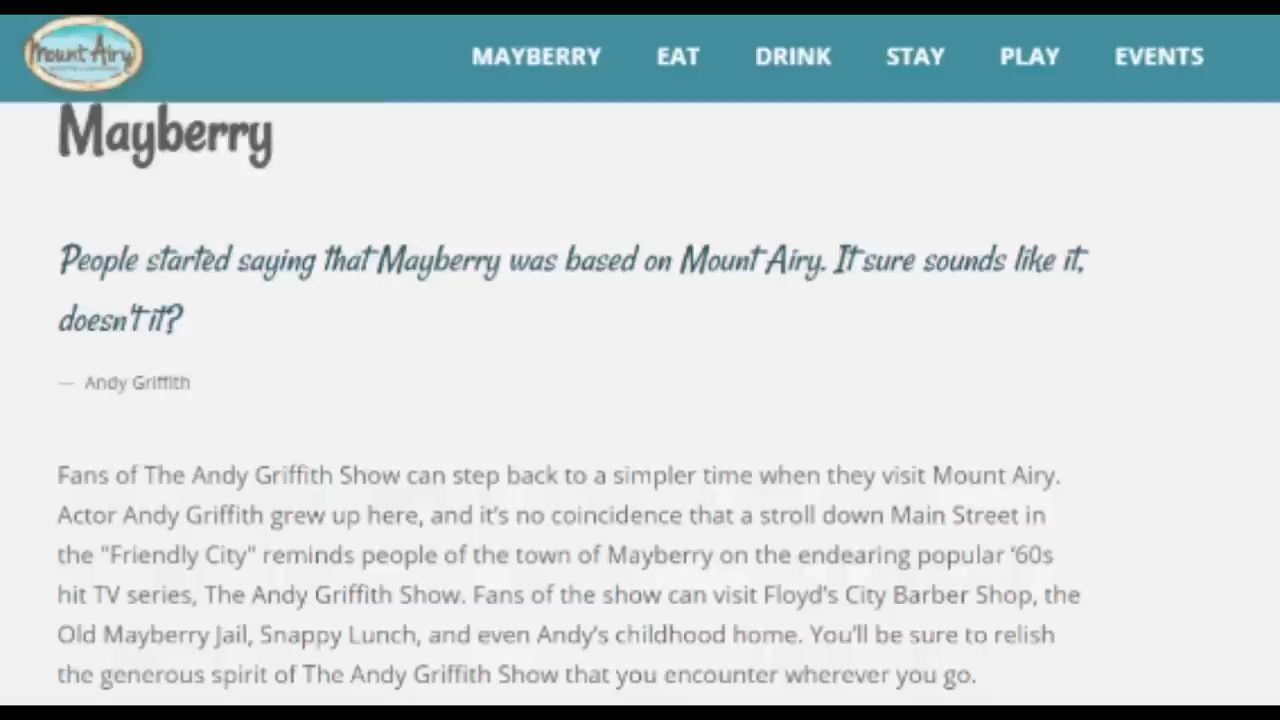 Mount Airy
MAYBERRY EAT DRINK STAY PLAY EVENTS
Mayberry
People started saying that Mayberry was based on Mount Airy. It sure sounds like it,
doesn't it?
— Andy Griffith
Fans of The Andy Griffith Show can step back to a simpler time when they visit Mount Airy.
Actor Andy Griffith grew up here, and it’s no coincidence that a stroll down Main Street in
the "Friendly City" reminds people of the town of Mayberry on the endearing popular ‘60s
hit TV series, The Andy Griffith Show. Fans of the show can visit Floyd’s City Barber Shop, the
Old Mayberry Jail, Snappy Lunch, and even Andy’s childhood home. You’ll be sure to relish
the generous spirit of The Andy Griffith Show that you encounter wherever you go.